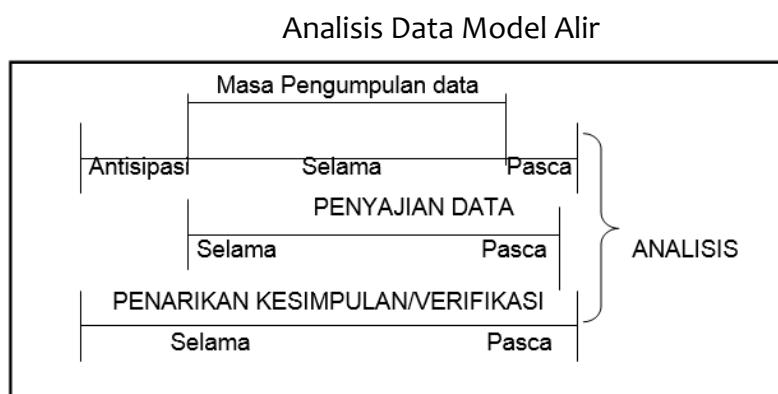 Analisis Data Model Alir
Masa Pengumpulan data
Antisipasi Selama Pasca
PENYAJIAN DATA
Selama Pasca
ANALISIS
PENARIKAN KESIMPULAN/VERIFIKASI
Selama Pasca